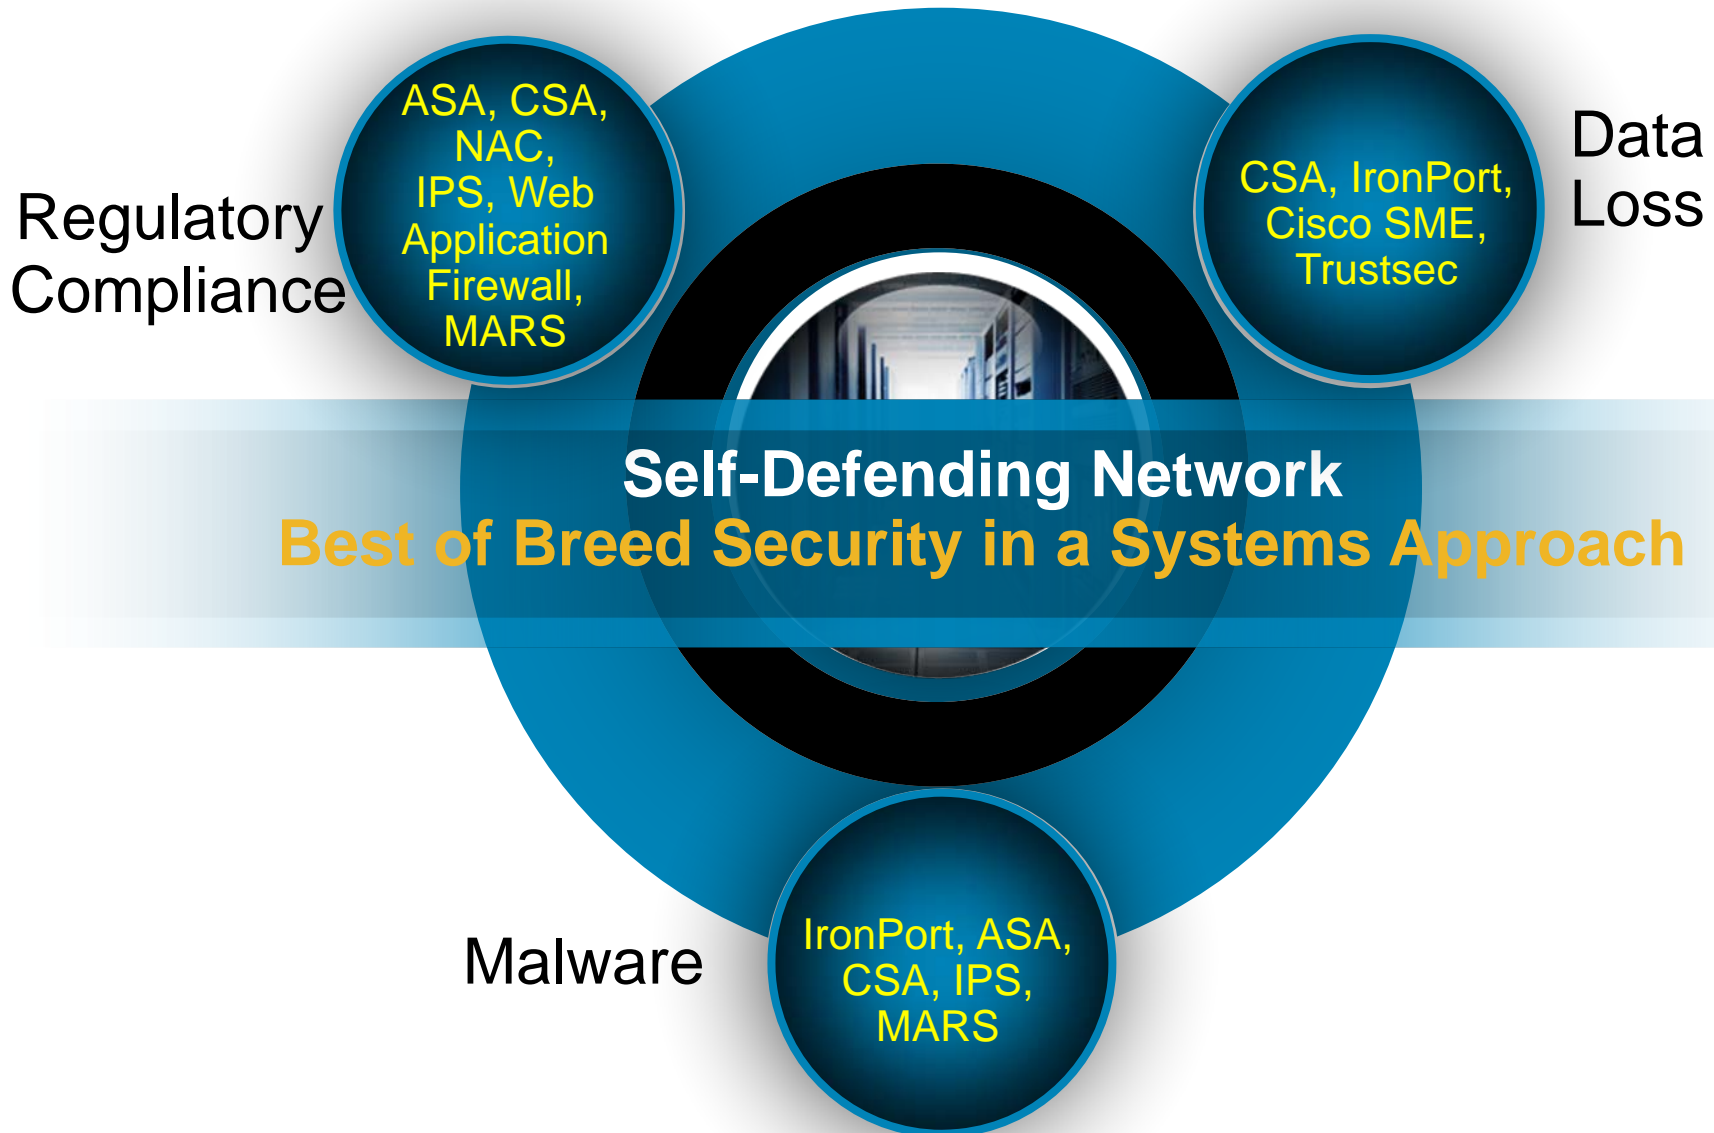 Regulatory
Compliance
ASA, CSA,
NAC,
IPS, Web
Application
Firewall,
MARS
CSA, IronPort,
Cisco SME,
Trustsec
Data
Loss
Self-Defending Network
Best of Breed Security in a Systems Approach
Malware
IronPort, ASA,
CSA, IPS,
MARS